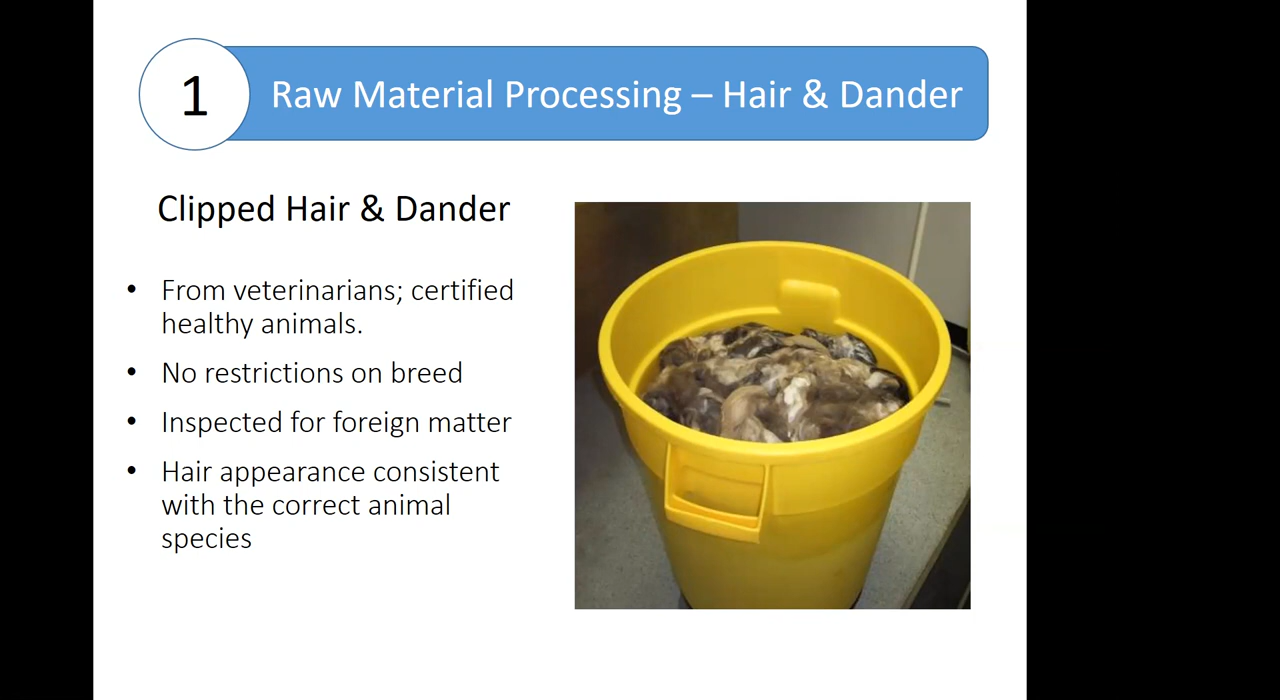 1
Raw Material Processing – Hair & Dander
Clipped Hair & Dander
• From veterinarians; certified
healthy animals.
• No restrictions on breed
• Inspected for foreign matter
• Hair appearance consistent
with the correct animal
species